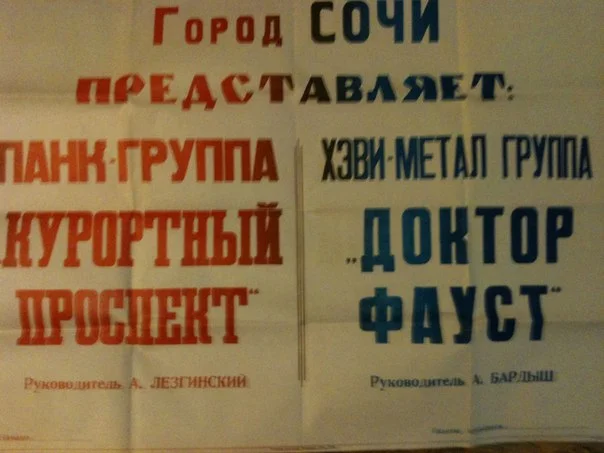 Город СОЧИ
ПРЕДСТАВЛЯЕТ:
ПАНК-ГРУППА
КУРОРТНЫЙ
ПРОСПЕКТ"
Руководитель А. ЛЕЗГИНСКИЙ
ХЭВИ-МЕТАЛ ГРУППА
„ДОКТОР
ФАУСТ"
Руководитель А. БАРДЫШ